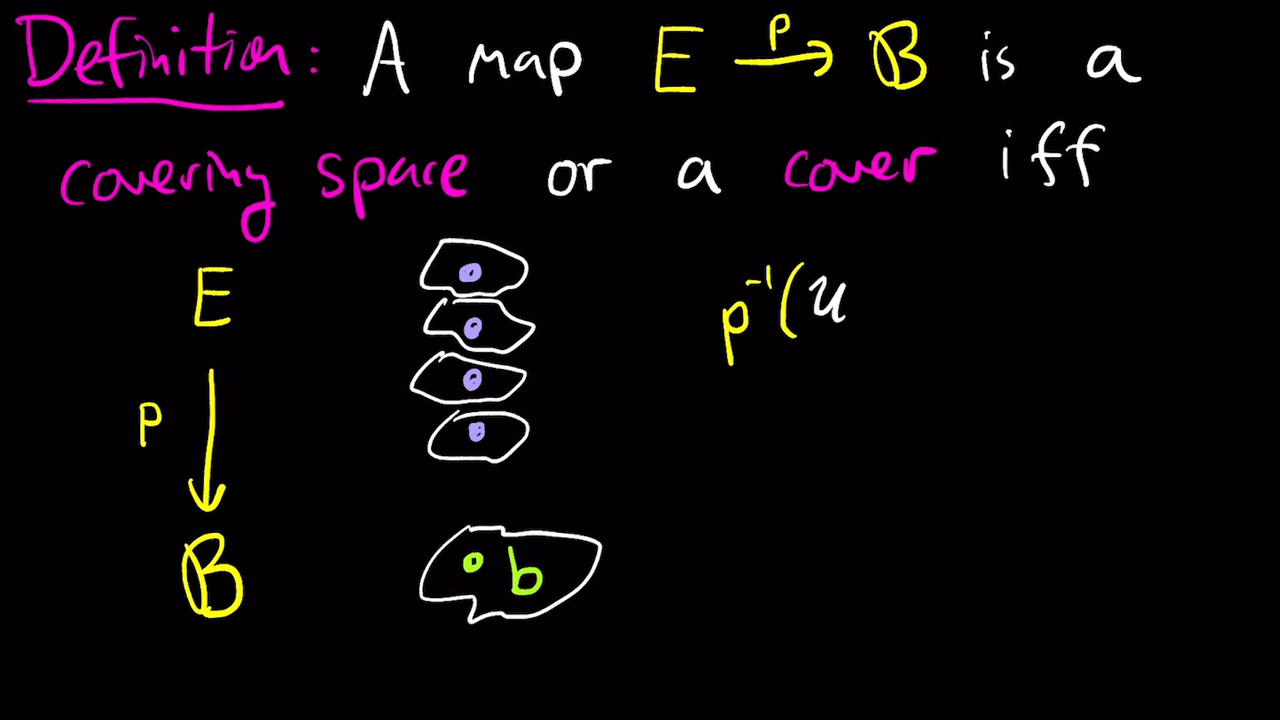 Definition: A map E →p B is a
covering space or a cover iff
E
p⁻¹(U
p
B
b